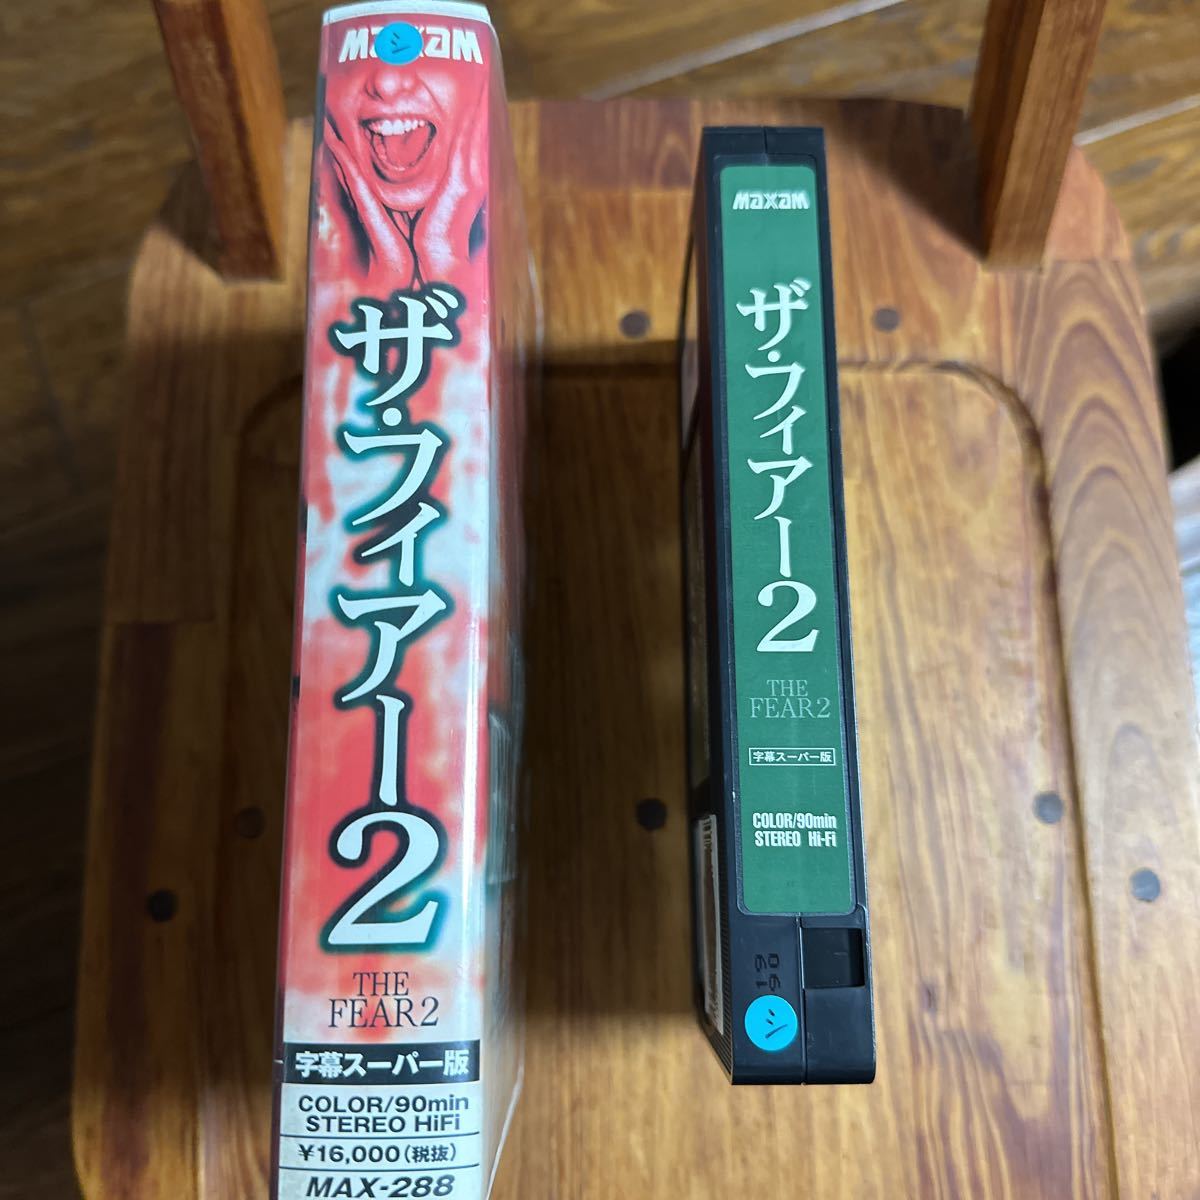 maxam
シ
ザ・フィアー2
THE
FEAR2
字幕スーパー版
COLOR/90min
STEREO HiFi
¥16,000(税抜)
MAX-288
maxam
ザ・フィアー2
THE
FEAR2
字幕スーパー版
COLOR/90min
STEREO Hi-Fi
19
90
シ